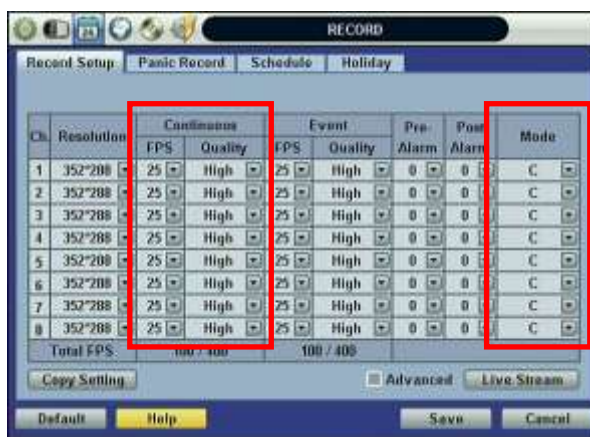 24
RECORD
Record Setup Panic Record Schedule Holiday
Ch. Resolution Continuous Event Pre- Post Mode
FPS Quality FPS Quality Alarm Alarm
1 352*288 25 High 25 High 0 0 C
2 352*288 25 High 25 High 0 0 C
3 352*288 25 High 25 High 0 0 C
4 352*288 25 High 25 High 0 0 C
5 352*288 25 High 25 High 0 0 C
6 352*288 25 High 25 High 0 0 C
7 352*288 25 High 25 High 0 0 C
8 352*288 25 High 25 High 0 0 C
Total FPS 100 / 400 100 / 400
Copy Setting Advanced Live Stream
Default Help Save Cancel